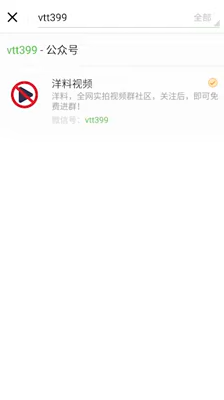 vtt399 全部
vtt399 - 公众号
洋料视频
洋料，全网实拍视频群社区，关注后，即可免
费进群！
微信号：vtt399